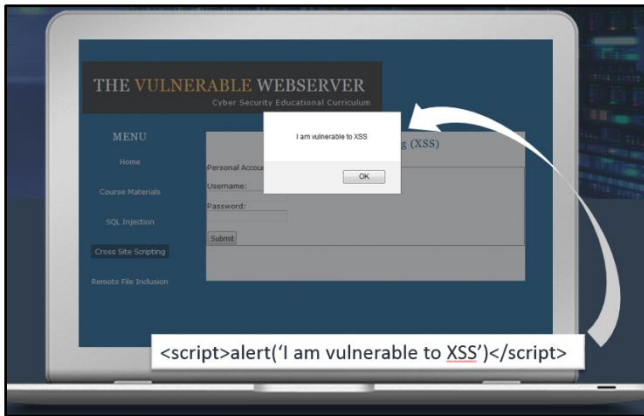 THE VULNERABLE WEBSERVER
Cyber Security Educational Curriculum
MENU
Home
Course Materials
SQL Injection
Cross Site Scripting
Remote File Inclusion
(XSS)
I am vulnerable to XSS
OK
Personal
Username:
Password:
Submit
<script>alert(‘I am vulnerable to XSS’)</script>